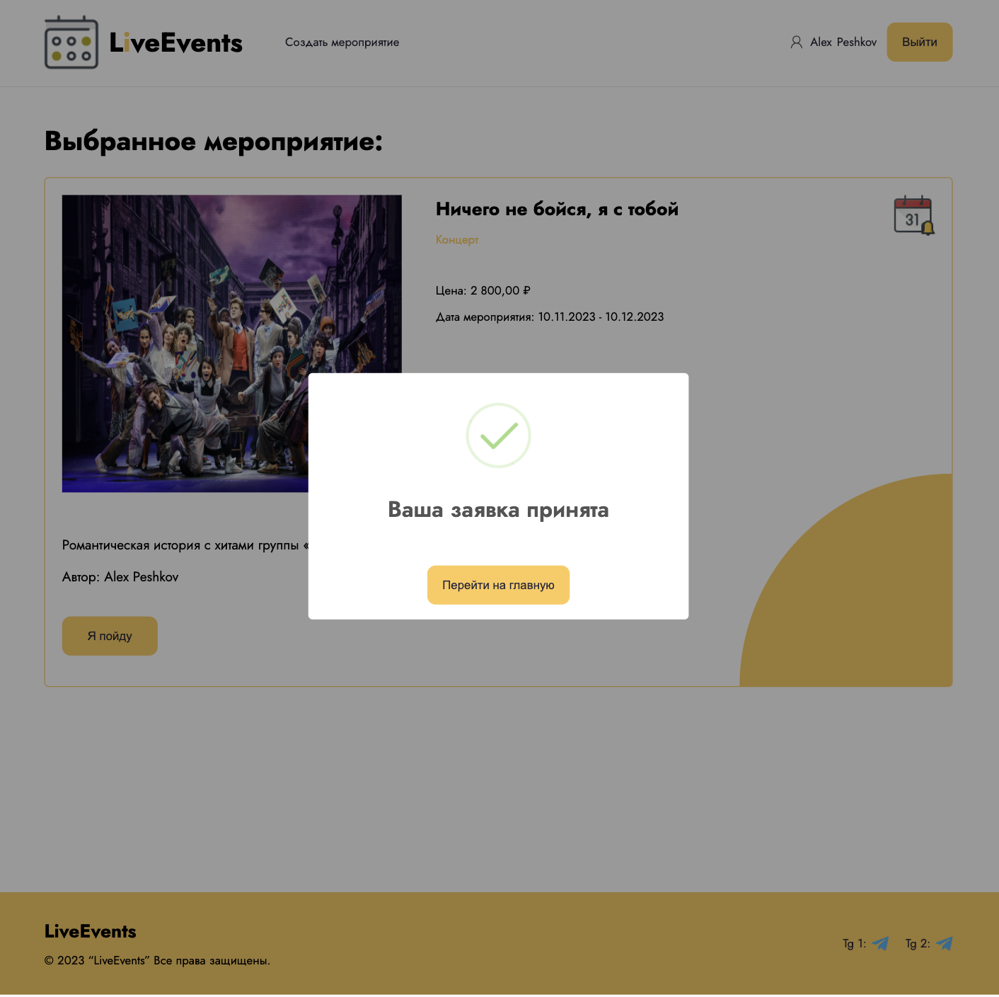 LiveEvents
Создать мероприятие
Alex Peshkov
Выйти
Выбранное мероприятие:
Ничего не бойся, я с тобой
31
Концерт
Цена: 2 800,00 ₽
Дата мероприятия: 10.11.2023 - 10.12.2023
Ваша заявка принята
Перейти на главную
Романтическая история с хитами группы «
Автор: Alex Peshkov
Я пойду
LiveEvents
© 2023 “LiveEvents” Все права защищены.
Tg 1:
Tg 2: